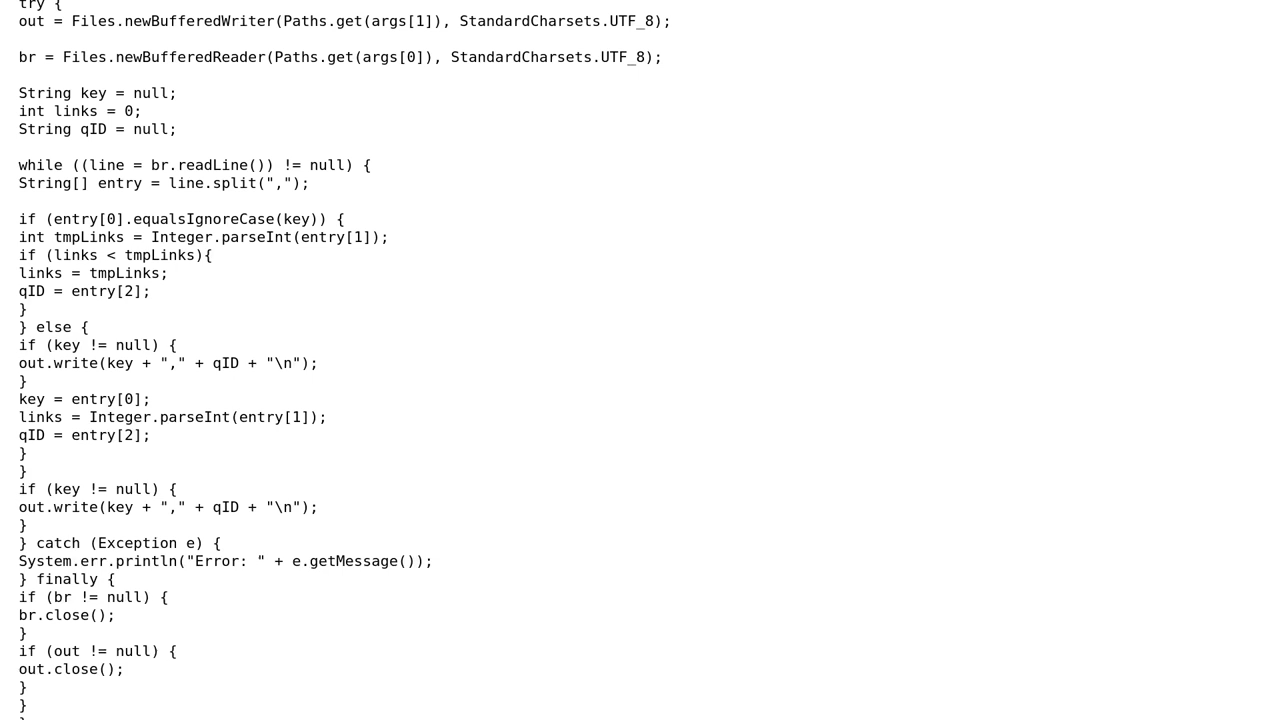 try {
out = Files.newBufferedWriter(Paths.get(args[1]), StandardCharsets.UTF_8);
br = Files.newBufferedReader(Paths.get(args[0]), StandardCharsets.UTF_8);
String key = null;
int links = 0;
String qID = null;
while ((line = br.readLine()) != null) {
String[] entry = line.split(",");
if (entry[0].equalsIgnoreCase(key)) {
int tmpLinks = Integer.parseInt(entry[1]);
if (links < tmpLinks){
links = tmpLinks;
qID = entry[2];
}
} else {
if (key != null) {
out.write(key + "," + qID + "\n");
}
key = entry[0];
links = Integer.parseInt(entry[1]);
qID = entry[2];
}
}
if (key != null) {
out.write(key + "," + qID + "\n");
}
} catch (Exception e) {
System.err.println("Error: " + e.getMessage());
} finally {
if (br != null) {
br.close();
}
if (out != null) {
out.close();
}
}
}